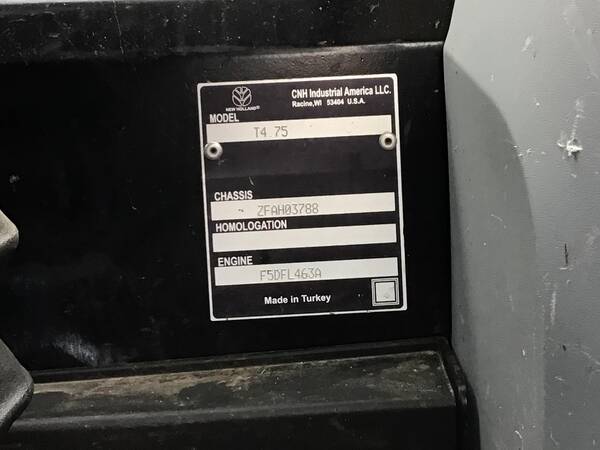 CNH Industrial America LLC.
Racine,WI 53404 U.S.A.
NEW HOLLAND®
MODEL
T4 75
CHASSIS
ZFAH03788
HOMOLOGATION
ENGINE
F5DFL463A
Made in Turkey